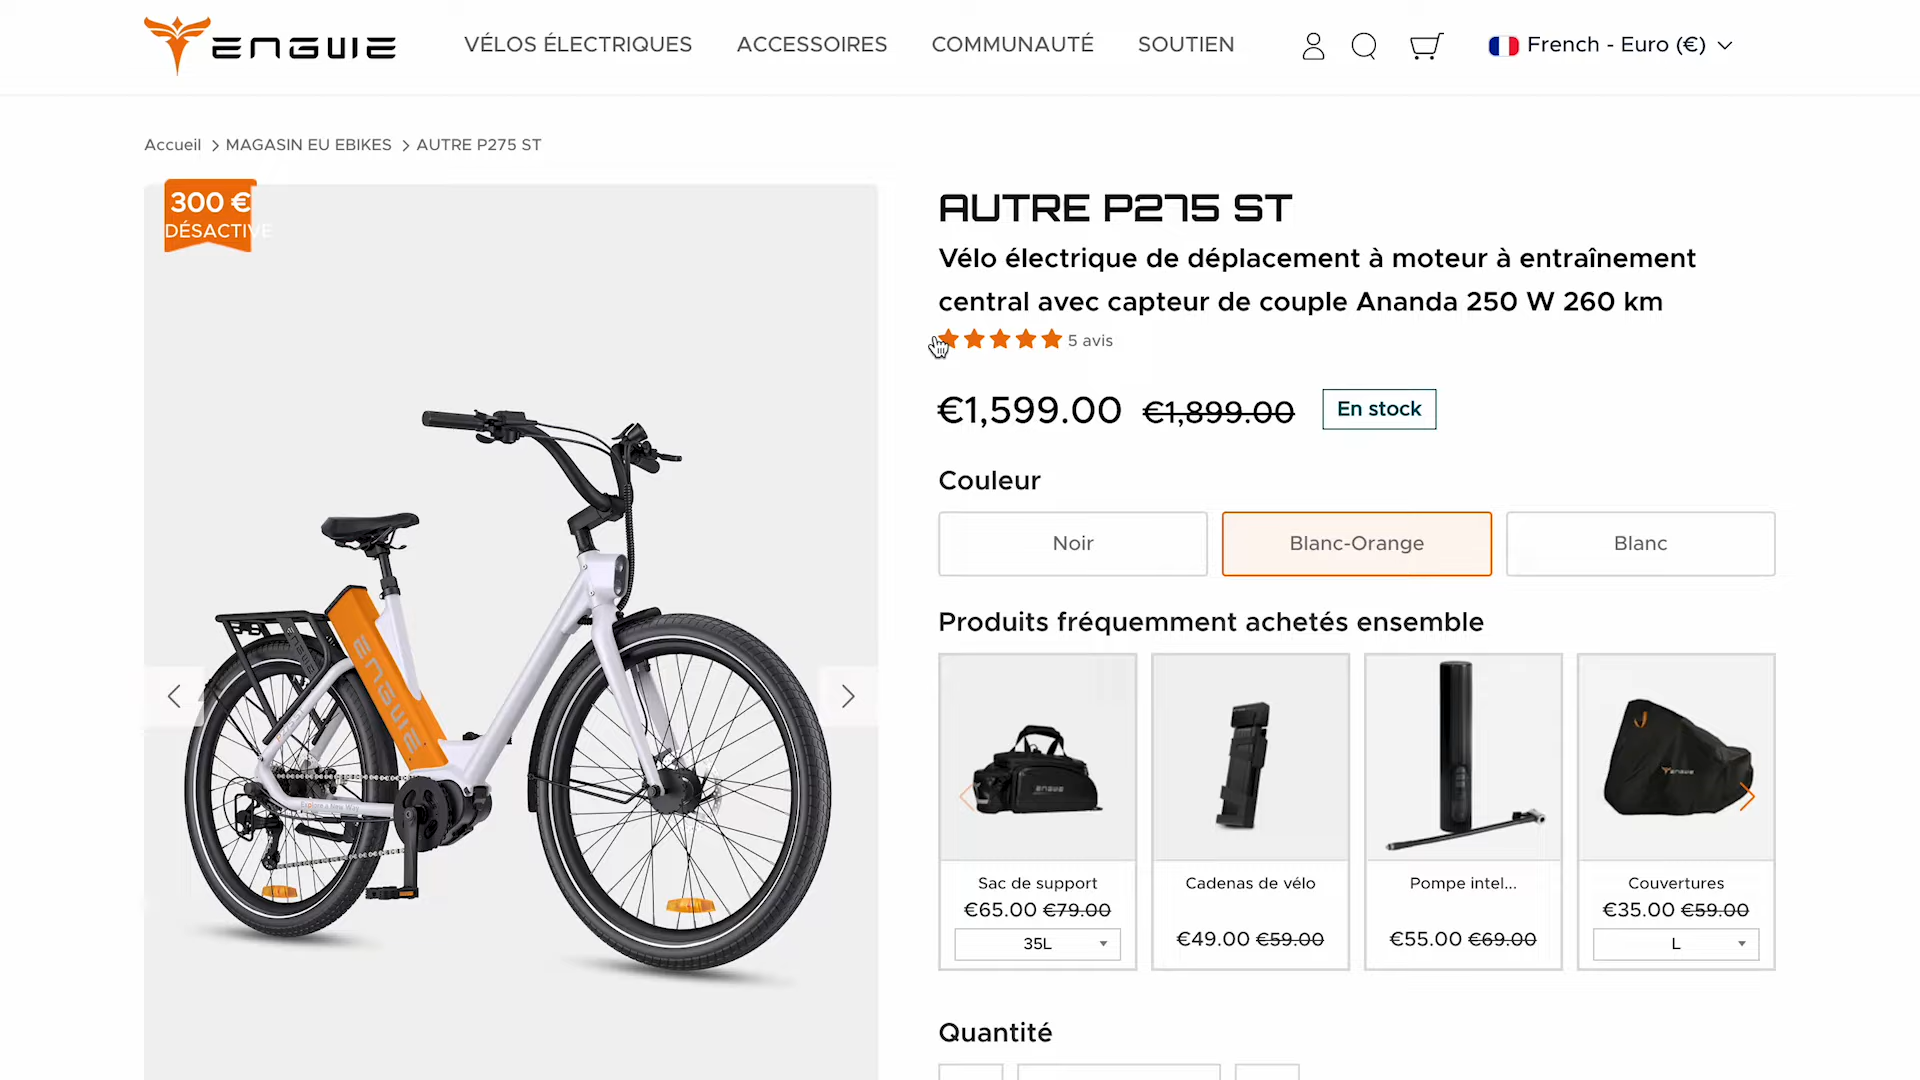 ENGWE
VÉLOS ÉLECTRIQUES
ACCESSOIRES
COMMUNAUTÉ
SOUTIEN
French - Euro (€)
Accueil > MAGASIN EU EBIKES > AUTRE P275 ST
300 €
DÉSACTIVÉ
ENGWE
AUTRE P275 ST
Vélo électrique de déplacement à moteur à entraînement
central avec capteur de couple Ananda 250 W 260 km
5 avis
€1,599.00 €1,899.00 En stock
Couleur
Noir
Blanc-Orange
Blanc
Produits fréquemment achetés ensemble
ENGWE
ENGWE
Sac de support
€65.00 €79.00
35L
Cadenas de vélo
€49.00 €59.00
Pompe intel...
€55.00 €69.00
Couvertures
€35.00 €59.00
L
Quantité